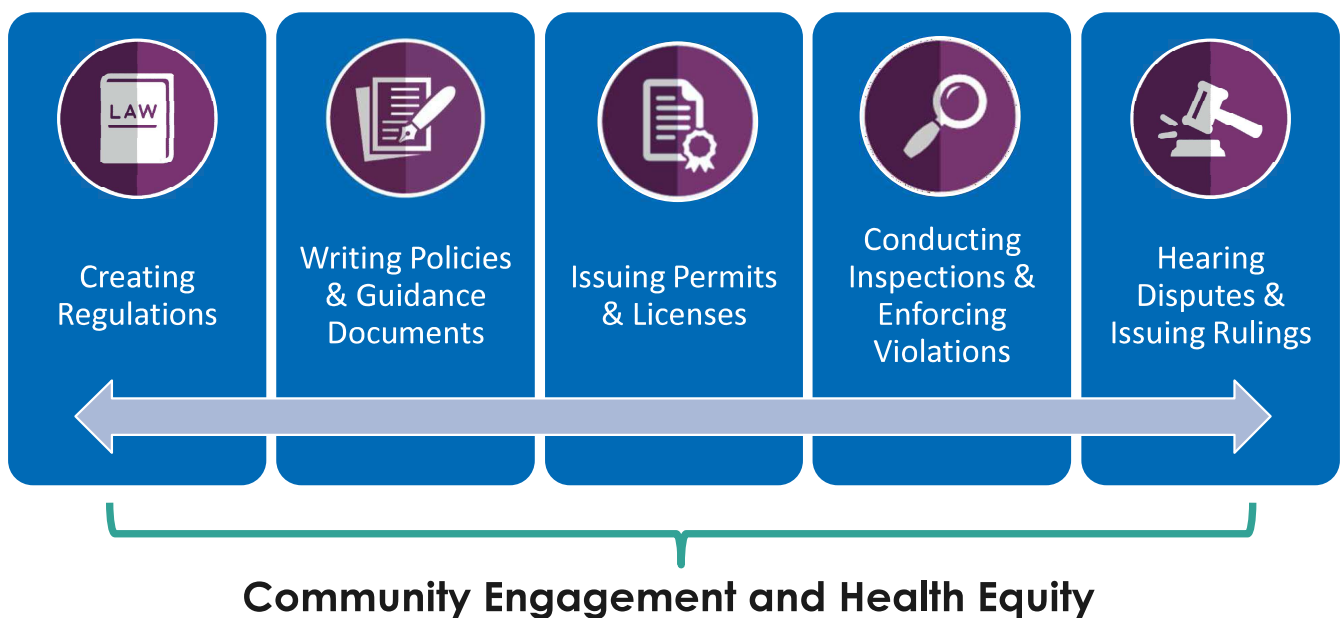 LAW
Creating
Regulations
Writing Policies
& Guidance
Documents
Issuing Permits
& Licenses
Conducting
Inspections &
Enforcing
Violations
Hearing
Disputes &
Issuing Rulings
Community Engagement and Health Equity